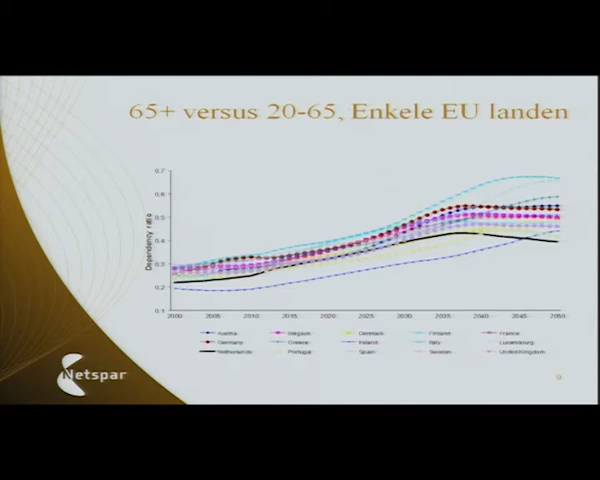 65+ versus 20-65, Enkele EU landen
0.7
0.6
0.5
0.4
0.3
0.2
0.1
Dependency ratio
2000 2005 2010 2015 2020 2025 2030 2035 2040 2045 2050
Austria Belgium Denmark Finland France
Germany Greece Ireland Italy Luxembourg
Netherlands Portugal Spain Sweden United Kingdom
Netspar
9